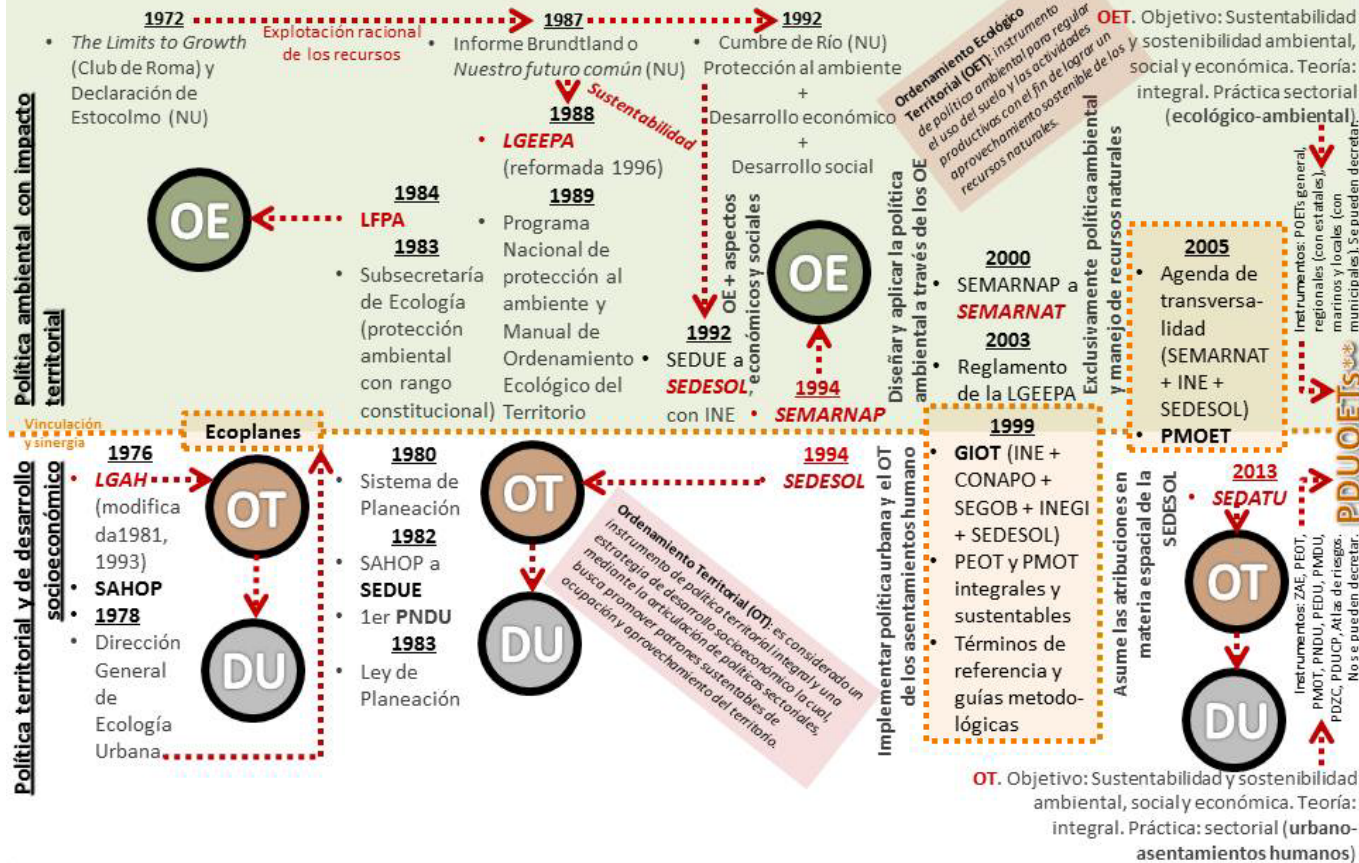 Política ambiental con impacto
territorial
1972
• The Limits to Growth
(Club de Roma) y
Declaración de
Estocolmo (NU)
Explotación racional
de los recursos
1987
• Informe Brundtland o
Nuestro futuro común (NU)
Sustentabilidad
1992
• Cumbre de Río (NU)
Protección al ambiente
+
Desarrollo económico
+
Desarrollo social
Ordenamiento Ecológico
Territorial (OET): instrumento
de política ambiental para regular
el uso del suelo y las actividades
productivas con el fin de lograr un
aprovechamiento sostenible de los
recursos naturales.
OET. Objetivo: Sustentabilidad
y sostenibilidad ambiental,
social y económica. Teoría:
integral. Práctica sectorial
(ecológico-ambiental)
OE
1984
LFPA
1983
• Subsecretaría
de Ecología
(protección
ambiental
con rango
constitucional)
1988
• LGEEPA
(reformada 1996)
1989
• Programa
Nacional de
protección al
ambiente y
Manual de
Ordenamiento
Ecológico del
Territorio
1992
• SEDUE a
SEDESOL,
con INE
OE + aspectos
económicos y sociales
OE
1994
• SEMARNAP
Diseñar y aplicar la política
ambiental a través de los OE
2000
• SEMARNAP a
SEMARNAT
2003
• Reglamento
de la LGEEPA
Exclusivamente política ambiental
y manejo de recursos naturales
2005
• Agenda de
transversa-
lidad
(SEMARNAT
+ INE +
SEDESOL)
• PMOET
Instrumentos: POETs general,
regionales (con estatales),
marinos y locales (con
municipales). Se pueden decretar.
PDUOETs**
Vinculación
y sinergia
Ecoplanes
Política territorial y de desarrollo
socioeconómico
1976
• LGAH
(modifica
da1981,
1993)
• SAHOP
• 1978
• Dirección
General
de
Ecología
Urbana
OT
DU
1980
• Sistema de
Planeación
1982
• SAHOP a
SEDUE
• 1er PNDU
1983
• Ley de
Planeación
OT
DU
Ordenamiento Territorial (OT): es considerado un
instrumento de política territorial integral y una
estrategia de desarrollo socioeconómico la cual,
mediante la articulación de políticas sectoriales,
busca promover patrones sustentables de
ocupación y aprovechamiento del territorio.
1994
• SEDESOL
Implementar política urbana y el OT
de los asentamientos humano
1999
• GIOT (INE +
CONAPO +
SEGOB + INEGI
+ SEDESOL)
• PEOT y PMOT
integrales y
sustentables
• Términos de
referencia y
guías metodo-
lógicas
Asume las atribuciones en
materia espacial de la
SEDESOL
2013
• SEDATU
OT
DU
Instrumentos: ZAE, PEOT,
PMOT, PNDU, PEDU, PMDU,
PDZC, PDUCP, Atlas de riesgos.
No se pueden decretar.
OT. Objetivo: Sustentabilidad y sostenibilidad
ambiental, social y económica. Teoría:
integral. Práctica: sectorial (urbano-
asentamientos humanos)